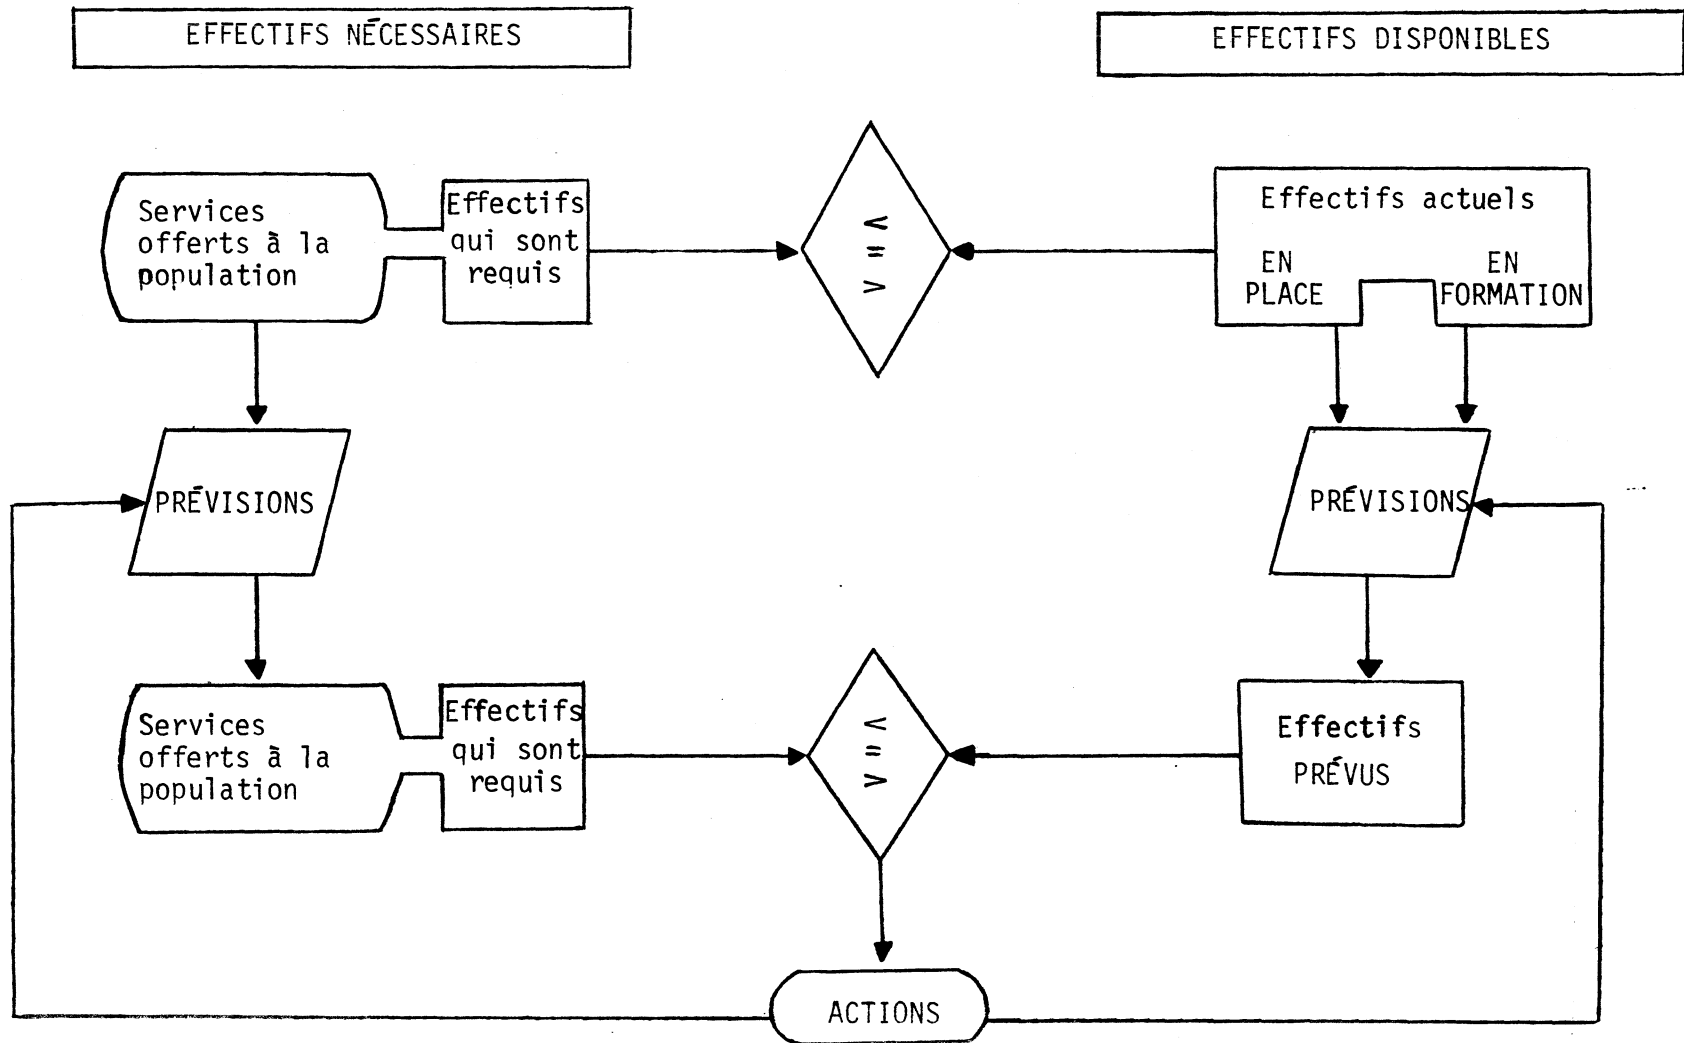 EFFECTIFS NÉCESSAIRES
EFFECTIFS DISPONIBLES
Services
offerts à la
population
Effectifs
qui sont
requis
<
=
>
Effectifs actuels
EN
PLACE
EN
FORMATION
PRÉVISIONS
PRÉVISIONS
Services
offerts à la
population
Effectifs
qui sont
requis
<
=
>
Effectifs
PRÉVUS
ACTIONS